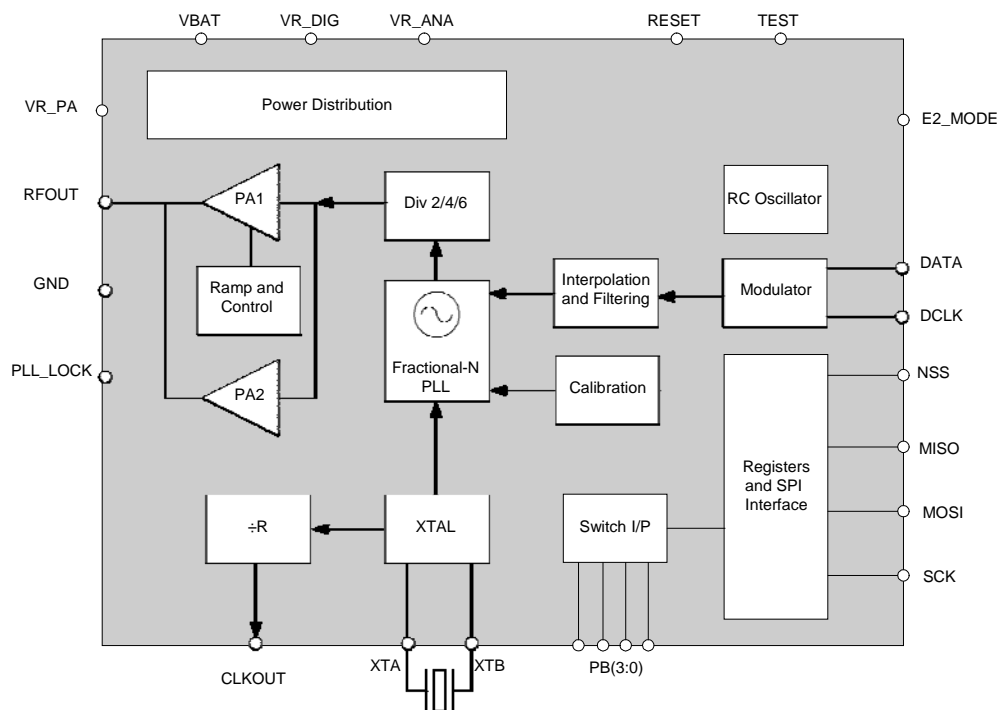 VBAT
VR_DIG
VR_ANA
RESET
TEST
VR_PA
Power Distribution
E2_MODE
RFOUT
PA1
Div 2/4/6
RC Oscillator
GND
Ramp and
Control
Interpolation
and Filtering
Modulator
DATA
DCLK
Fractional-N
PLL
PLL_LOCK
PA2
Calibration
NSS
MISO
Registers
and SPI
Interface
MOSI
SCK
÷R
XTAL
Switch I/P
CLKOUT
XTA
XTB
PB(3:0)